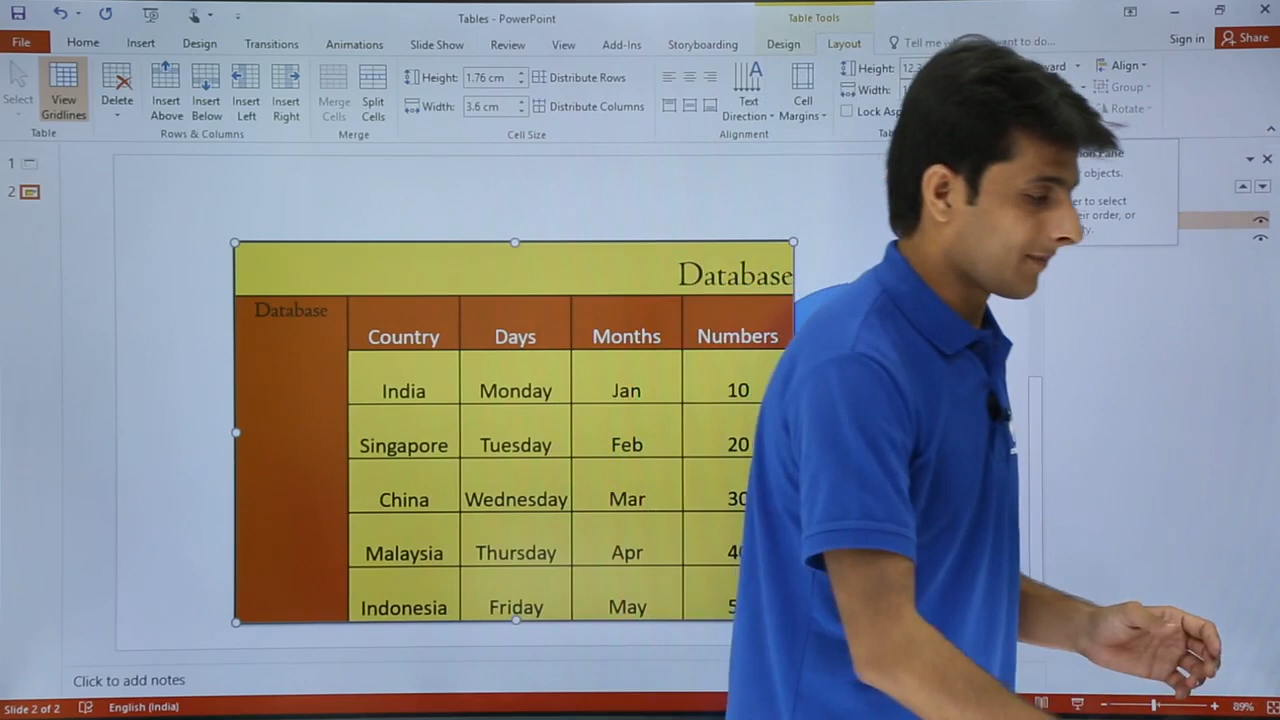 Tables - PowerPoint
Table Tools
File Home Insert Design Transitions Animations Slide Show Review View Add-Ins Storyboarding Design Layout Tell me want to do... Sign in Share
Select View Gridlines Delete Insert Above Insert Below Insert Left Insert Right Merge Cells Split Cells
Height: 1.76 cm Distribute Rows
Width: 3.6 cm Distribute Columns
Text Direction Cell Margins
Height:
Width:
Align
Group
Rotate
Table Rows & Columns Merge Cell Size Alignment
objects.
to select
order, or
1
2
Database
Database Country Days Months Numbers
India Monday Jan 10
Singapore Tuesday Feb 20
China Wednesday Mar 30
Malaysia Thursday Apr
Indonesia Friday May
Click to add notes
Slide 2 of 2 English (India) 89%